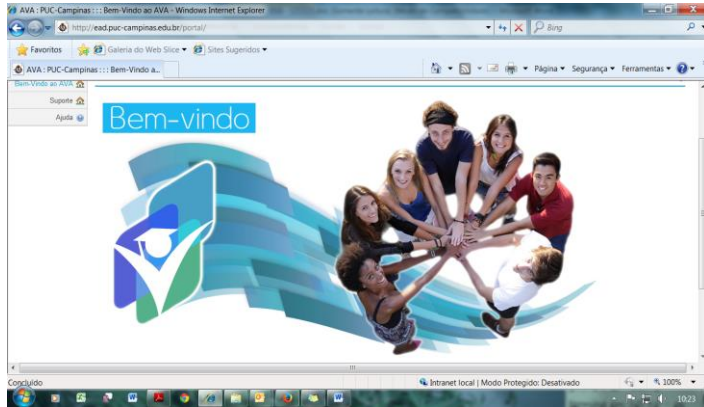 AVA : PUC-Campinas : : : Bem-Vindo ao AVA - Windows Internet Explorer
http://ead.puc-campinas.edu.br/portal/
Bing
Favoritos
Galeria do Web Slice
Sites Sugeridos
AVA : PUC-Campinas : : : Bem-Vindo a...
Página
Segurança
Ferramentas
Bem-Vindo ao AVA
Suporte
Ajuda
Bem-vindo
Concluído
Intranet local | Modo Protegido: Desativado
100%
10:23